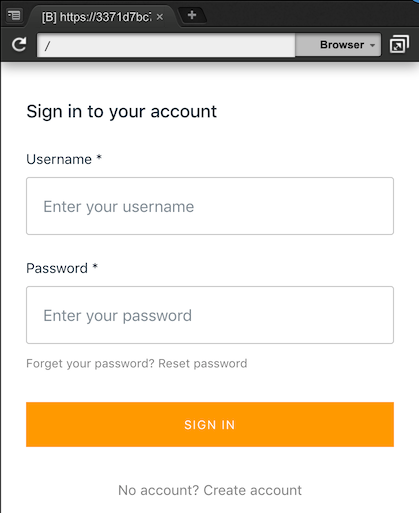 [B] https://3371d7bc
/
Browser
Sign in to your account
Username *
Enter your username
Password *
Enter your password
Forget your password? Reset password
SIGN IN
No account? Create account